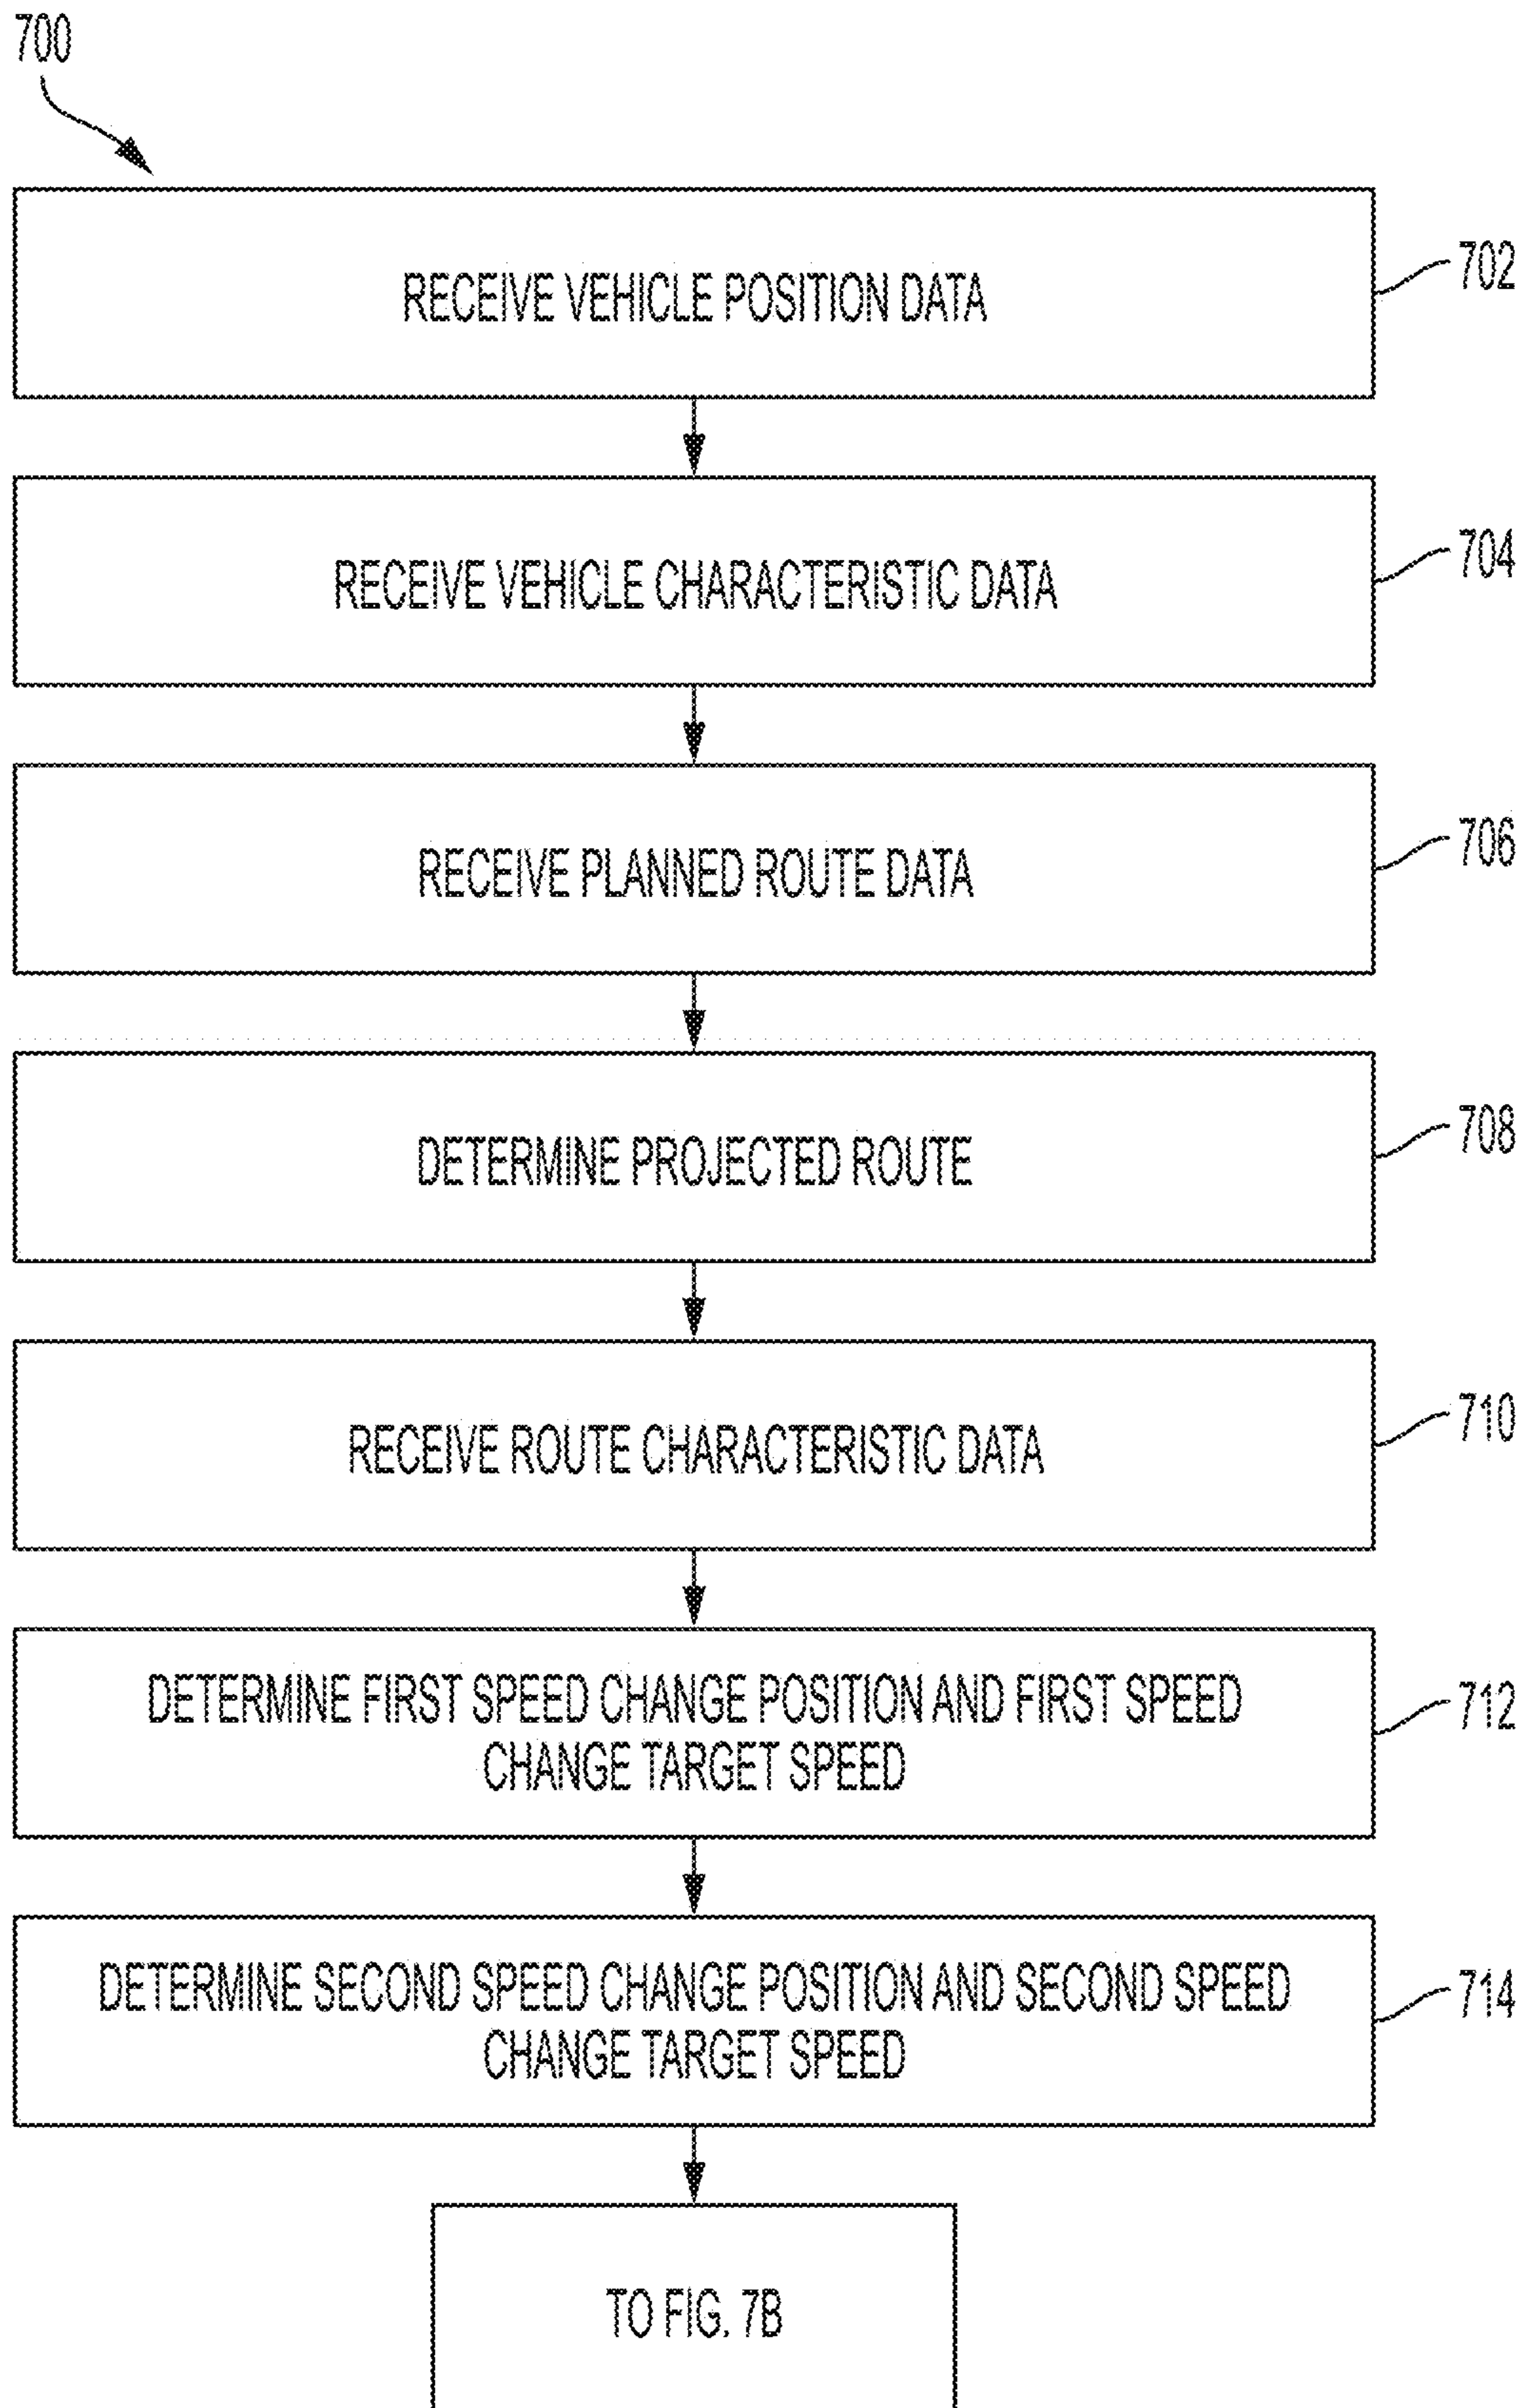 700
RECEIVE VEHICLE POSITION DATA
702
RECEIVE VEHICLE CHARACTERISTIC DATA
704
RECEIVE PLANNED ROUTE DATA
706
DETERMINE PROJECTED ROUTE
708
RECEIVE ROUTE CHARACTERISTIC DATA
710
DETERMINE FIRST SPEED CHANGE POSITION AND FIRST SPEED
CHANGE TARGET SPEED
712
DETERMINE SECOND SPEED CHANGE POSITION AND SECOND SPEED
CHANGE TARGET SPEED
714
TO FIG. 7B